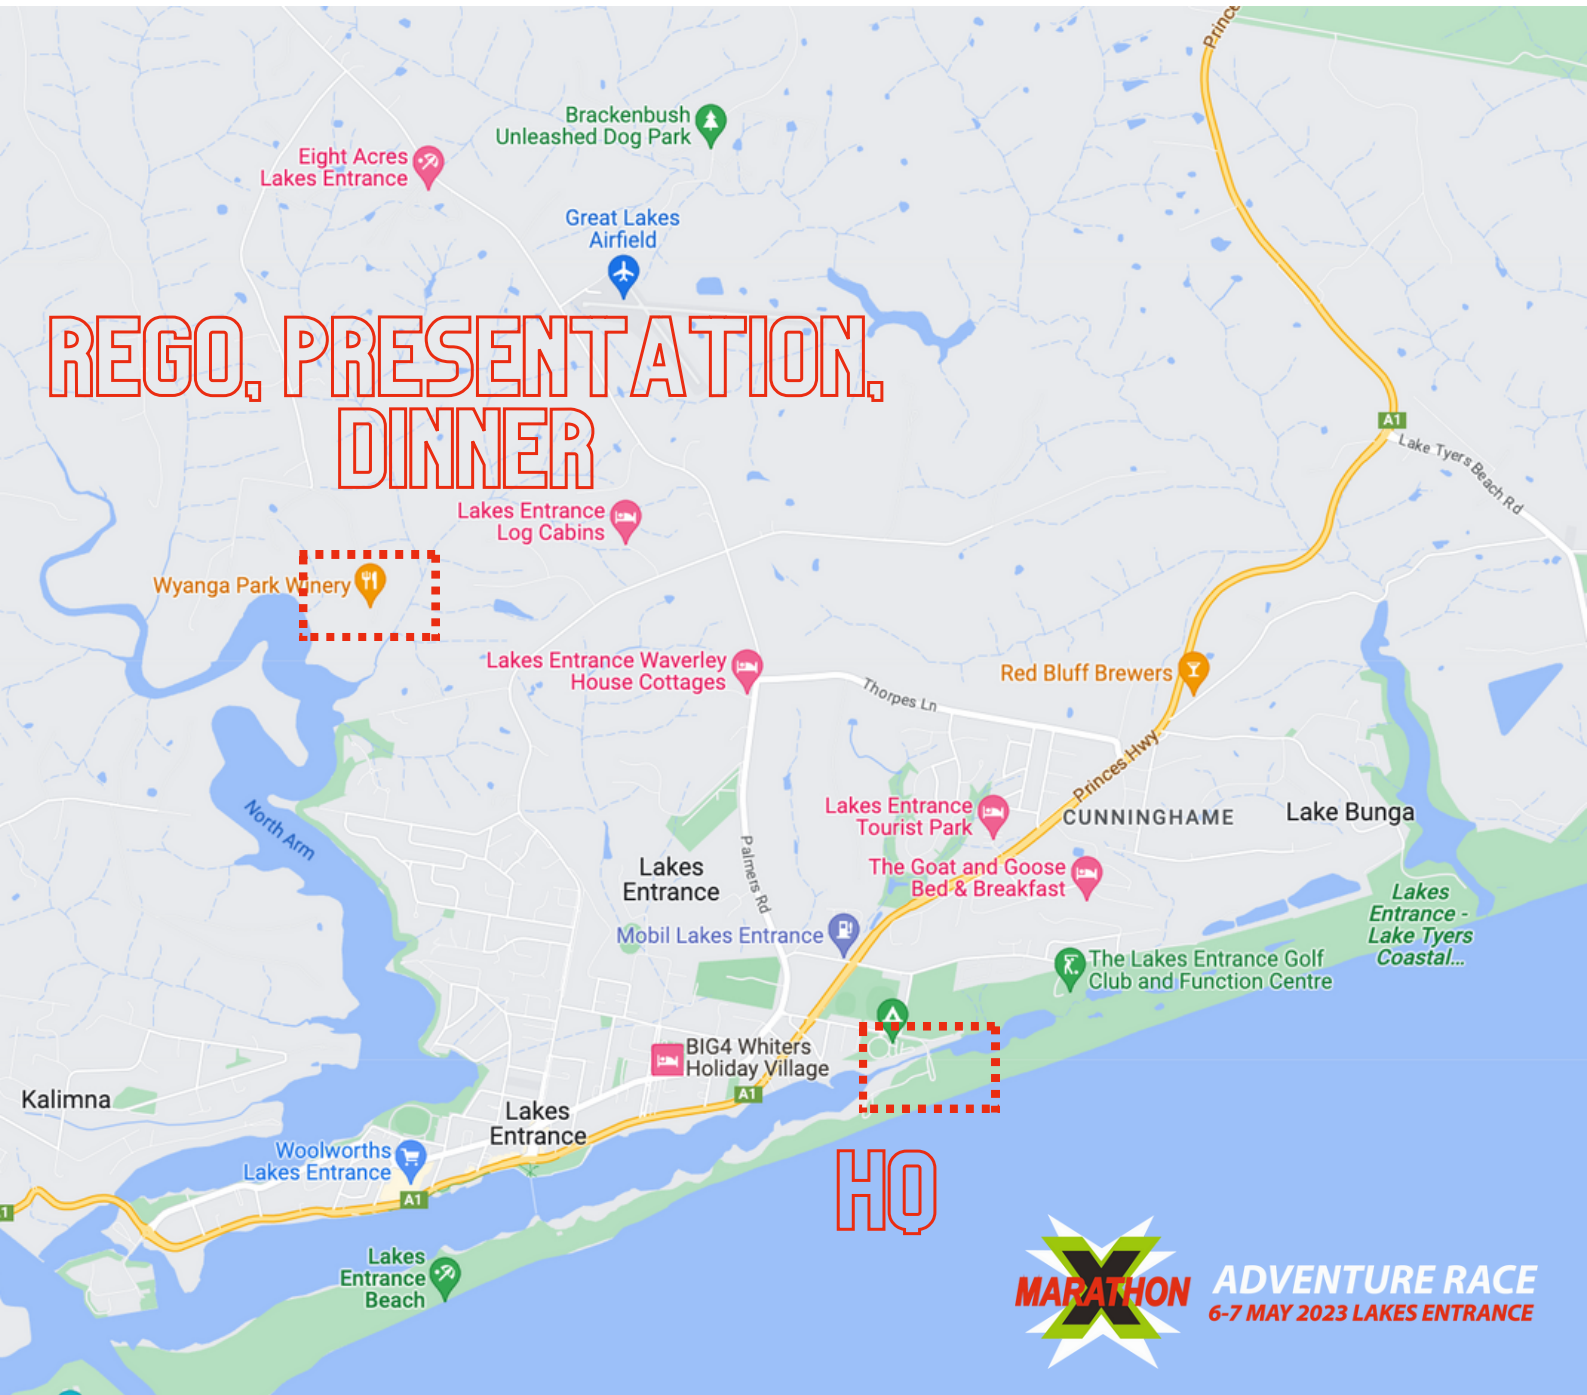 Prince
Brackenbush
Unleashed Dog Park
Eight Acres
Lakes Entrance
Great Lakes
Airfield
REGO, PRESENTATION,
DINNER
A1
Lake Tyers Beach Rd
Lakes Entrance
Log Cabins
Wyanga Park Winery
Lakes Entrance Waverley
House Cottages
Red Bluff Brewers
Thorpes Ln
Princes Hwy
North Arm
Lakes Entrance
Tourist Park
CUNNINGHAME
Lake Bunga
Palmers Rd
Lakes
Entrance
The Goat and Goose
Bed & Breakfast
Lakes
Entrance -
Lake Tyers
Coastal...
Mobil Lakes Entrance
The Lakes Entrance Golf
Club and Function Centre
BIG4 Whiters
Holiday Village
A1
Kalimna
Lakes
Entrance
Woolworths
Lakes Entrance
A1
1
HQ
Lakes
Entrance
Beach
X
MARATHON
ADVENTURE RACE
6-7 MAY 2023 LAKES ENTRANCE